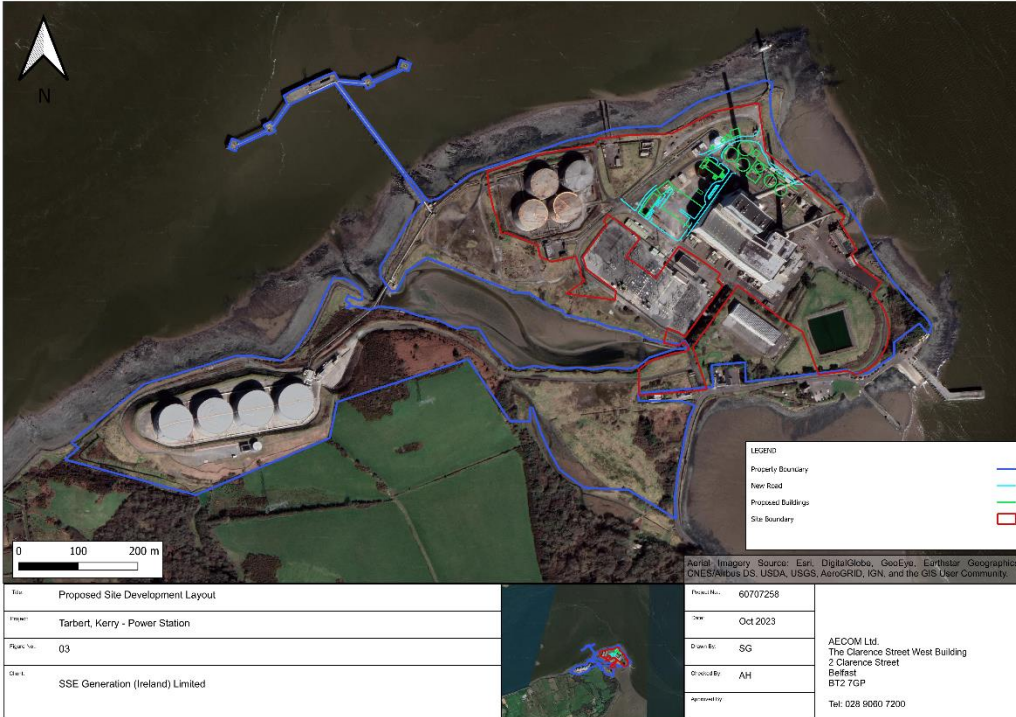 N
LEGEND
Property Boundary
New Road
Proposed Buildings
Site Boundary
0 100 200 m
Aerial Imagery Source: Esri, DigitalGlobe, GeoEye, Earthstar Geographics,
CNES/Airbus DS, USDA, USGS, AeroGRID, IGN, and the GIS User Community
Title: Proposed Site Development Layout
Project: Tarbert, Kerry - Power Station
Figure No. 03
Client: SSE Generation (Ireland) Limited
Project No.: 60707258
Date: Oct 2023
Drawn By: SG
Checked By: AH
Approved By:
AECOM Ltd.
The Clarence Street West Building
2 Clarence Street
Belfast
BT2 7GP
Tel: 028 9060 7200